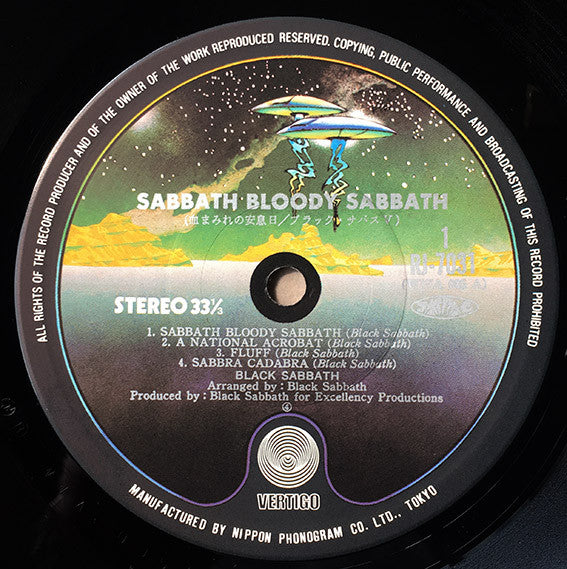 ALL RIGHTS OF THE RECORD PRODUCER AND OF THE OWNER OF THE WORK REPRODUCED RESERVED. COPYING, PUBLIC PERFORMANCE AND BROADCASTING OF THIS RECORD PROHIBITED
SABBATH BLOODY SABBATH
(血まみれの安息日/ブラック・サバスⅤ)
1
RJ-7031
STEREO 33⅓
1. SABBATH BLOODY SABBATH (Black Sabbath)
2. A NATIONAL ACROBAT (Black Sabbath)
3. FLUFF (Black Sabbath)
4. SABBRA CADABRA (Black Sabbath)
BLACK SABBATH
Arranged by : Black Sabbath
Produced by : Black Sabbath for Excellency Productions
④
VERTIGO
MANUFACTURED BY NIPPON PHONOGRAM CO. LTD., TOKYO